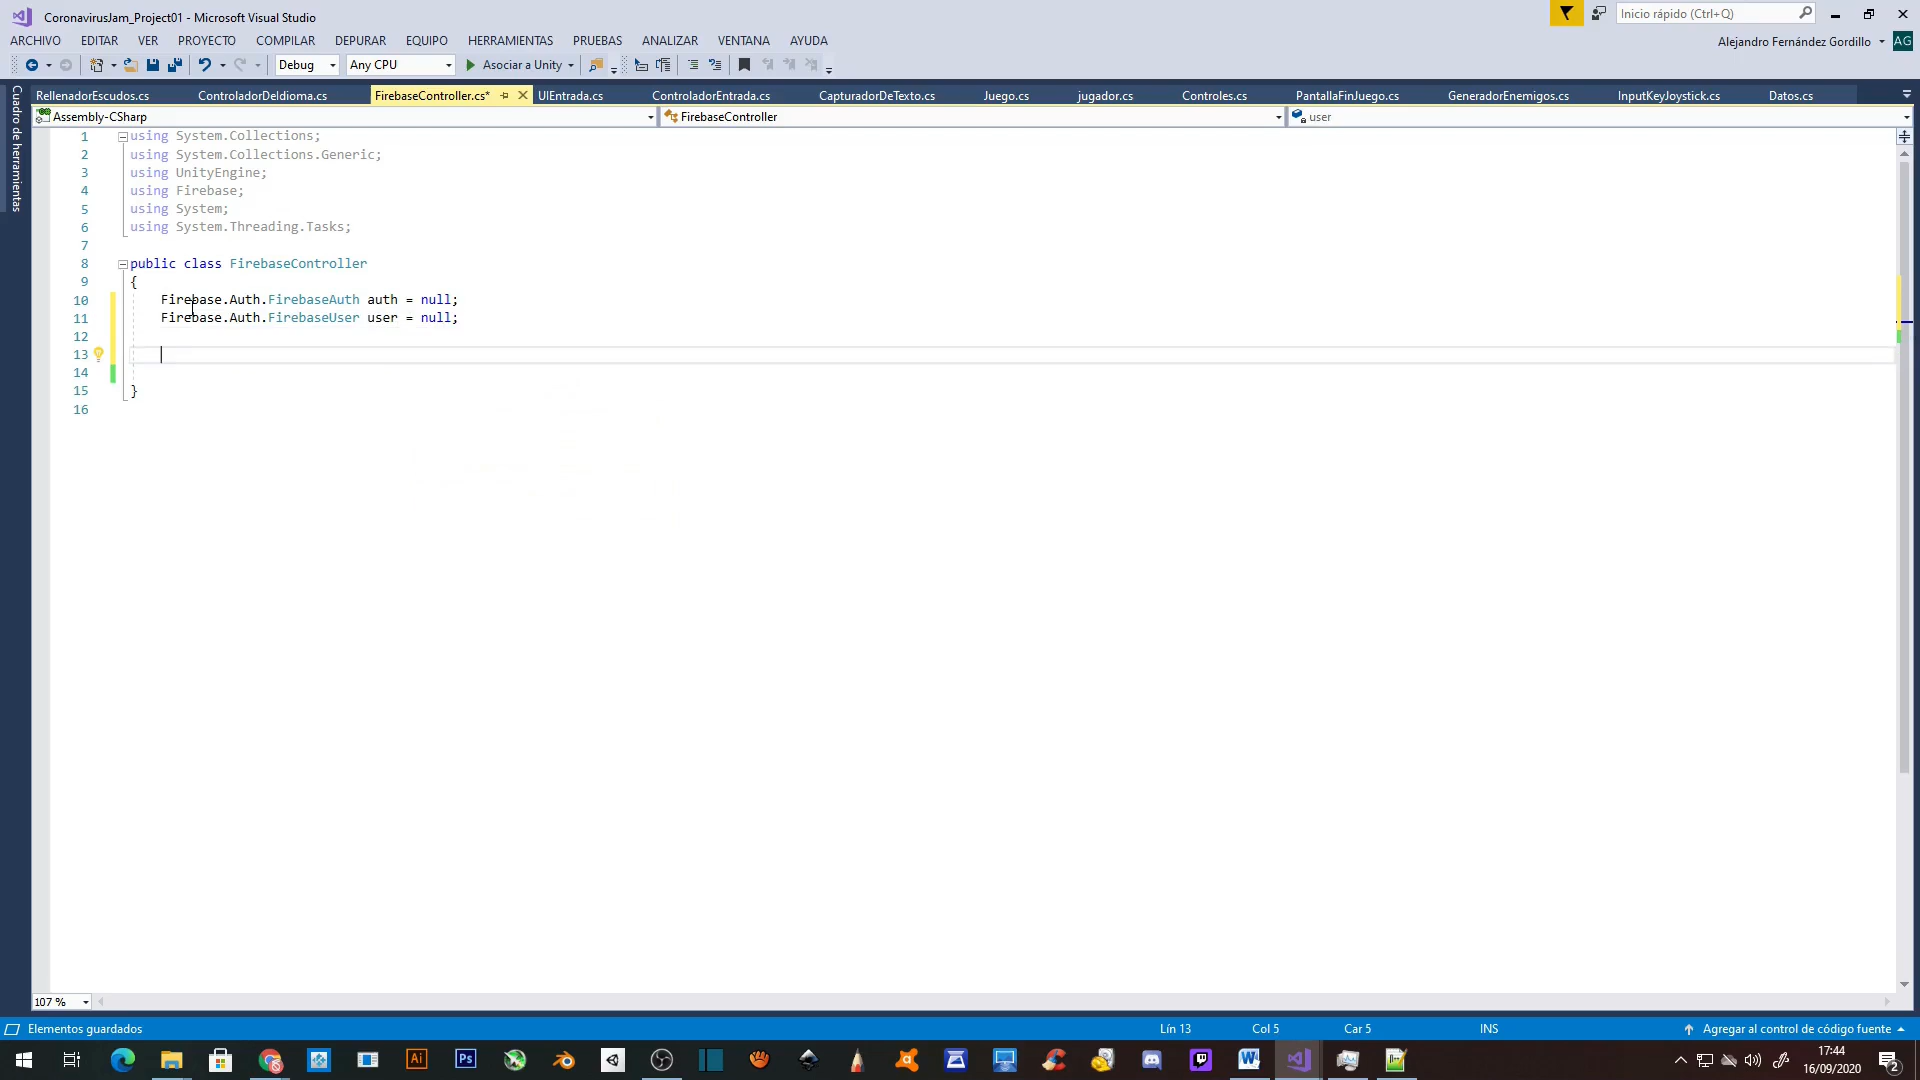 CoronavirusJam_Project01 - Microsoft Visual Studio
Inicio rápido (Ctrl+Q)
ARCHIVO EDITAR VER PROYECTO COMPILAR DEPURAR EQUIPO HERRAMIENTAS PRUEBAS ANALIZAR VENTANA AYUDA
Alejandro Fernández Gordillo AG
Debug Any CPU Asociar a Unity
Cuadro de herramientas
RellenadorEscudos.cs ControladorDeIdioma.cs FirebaseController.cs* UIEntrada.cs ControladorEntrada.cs CapturadorDeTexto.cs Juego.cs jugador.cs Controles.cs PantallaFinJuego.cs GeneradorEnemigos.cs InputKeyJoystick.cs Datos.cs
Assembly-CSharp FirebaseController user
1 using System.Collections;
2 using System.Collections.Generic;
3 using UnityEngine;
4 using Firebase;
5 using System;
6 using System.Threading.Tasks;
7
8 public class FirebaseController
9 {
10 Firebase.Auth.FirebaseAuth auth = null;
11 Firebase.Auth.FirebaseUser user = null;
12
13
14
15 }
16
107 %
Elementos guardados Lín 13 Col 5 Car 5 INS Agregar al control de código fuente
Ai Ps
17:44
16/09/2020
2